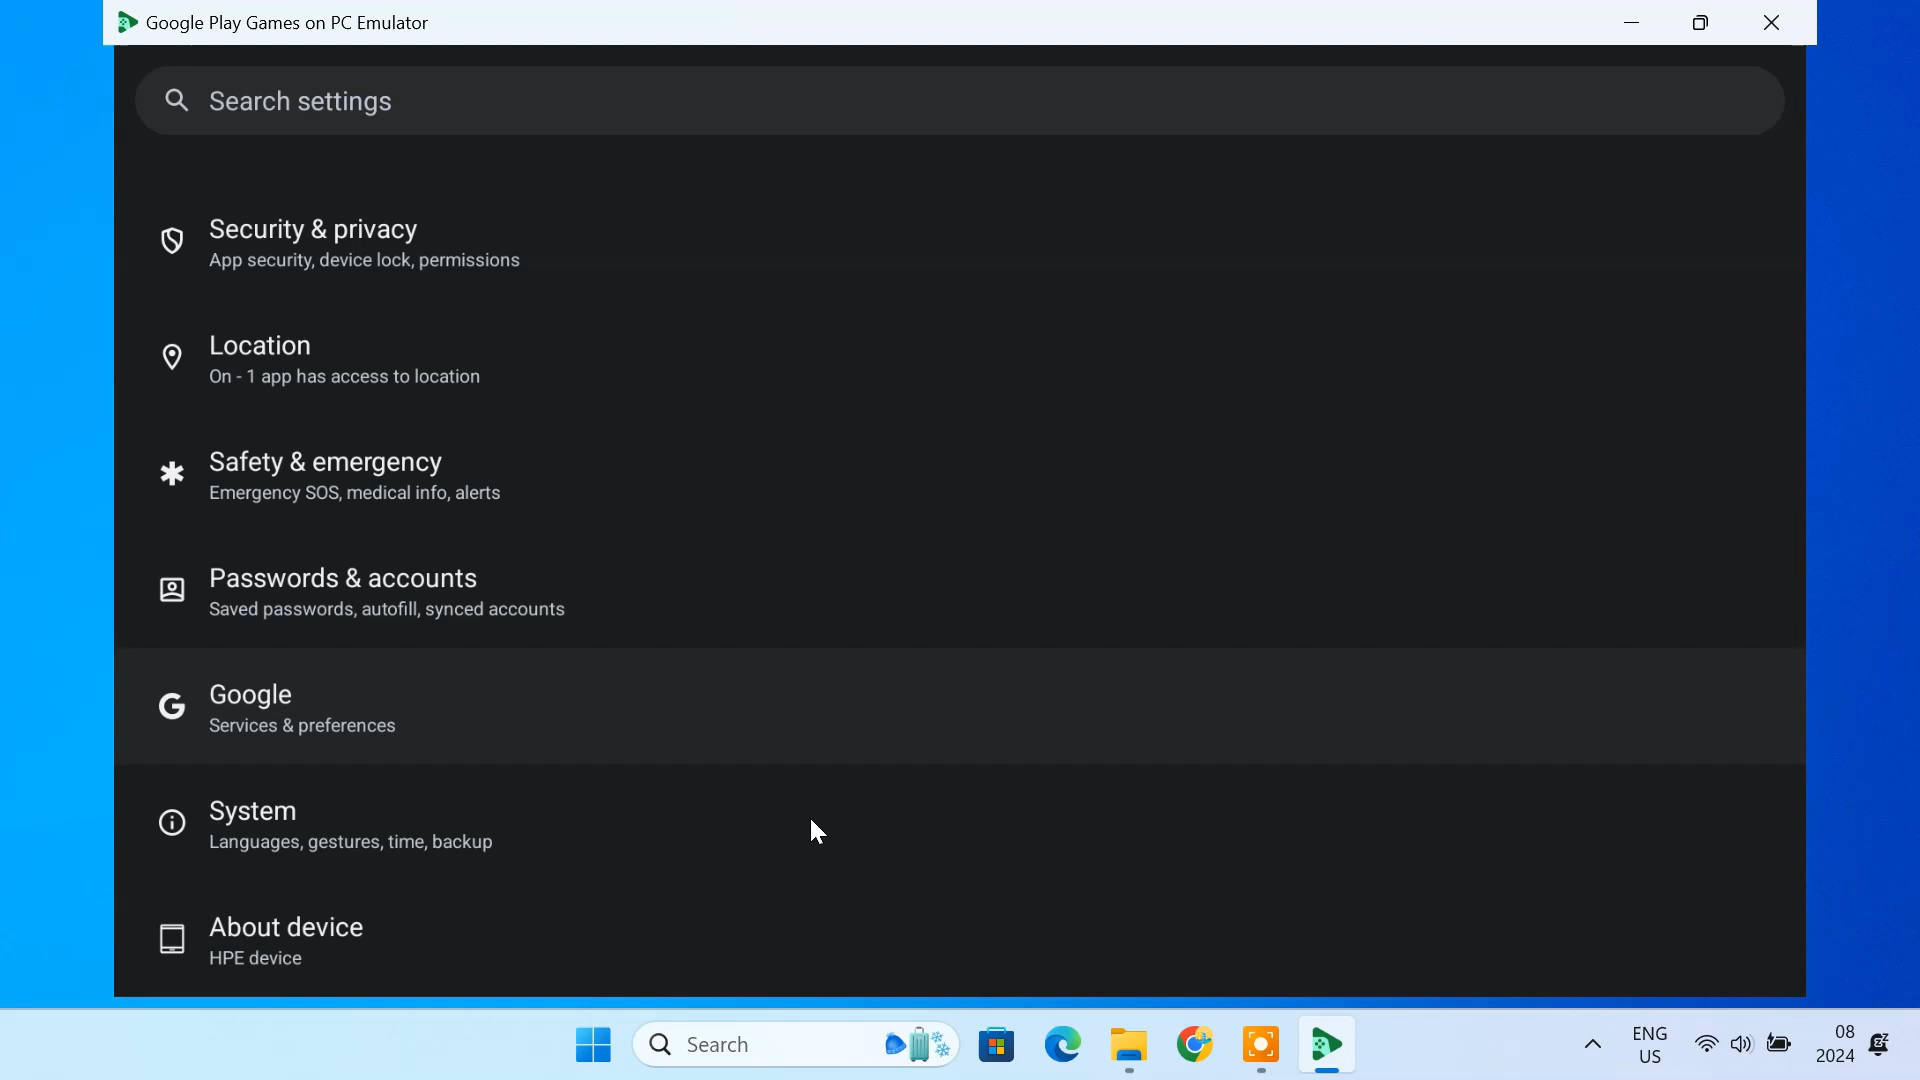 Google Play Games on PC Emulator
Search settings
Security & privacy
App security, device lock, permissions
Location
On - 1 app has access to location
Safety & emergency
Emergency SOS, medical info, alerts
Passwords & accounts
Saved passwords, autofill, synced accounts
Google
Services & preferences
System
Languages, gestures, time, backup
About device
HPE device
Search
ENG
US
08
2024